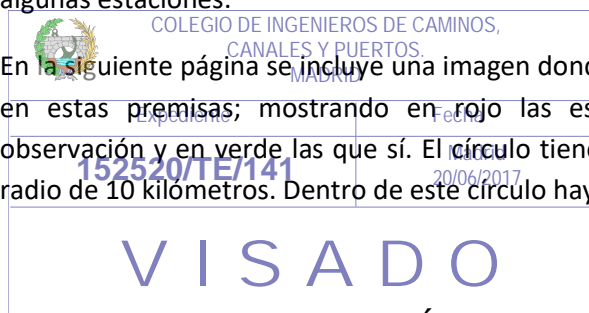 algunas estaciones.
COLEGIO DE INGENIEROS DE CAMINOS,
CANALES Y PUERTOS.
MADRID
En la siguiente página se incluye una imagen dond
Expediente
Fecha
en estas premisas; mostrando en rojo las es
observación y en verde las que sí. El círculo tiene
152520/TE/141
Madrid
20/06/2017
radio de 10 kilómetros. Dentro de este círculo hay
VISADO